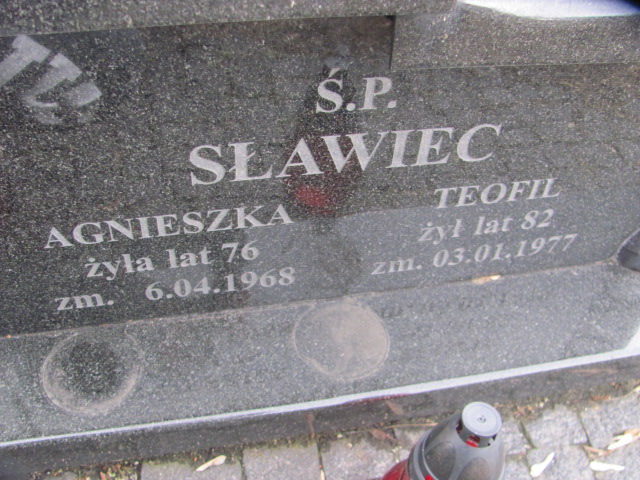 Ś.P.
SŁAWIEC
AGNIESZKA
żyła lat 76
zm. 6.04.1968
TEOFIL
żył lat 82
zm. 03.01.1977